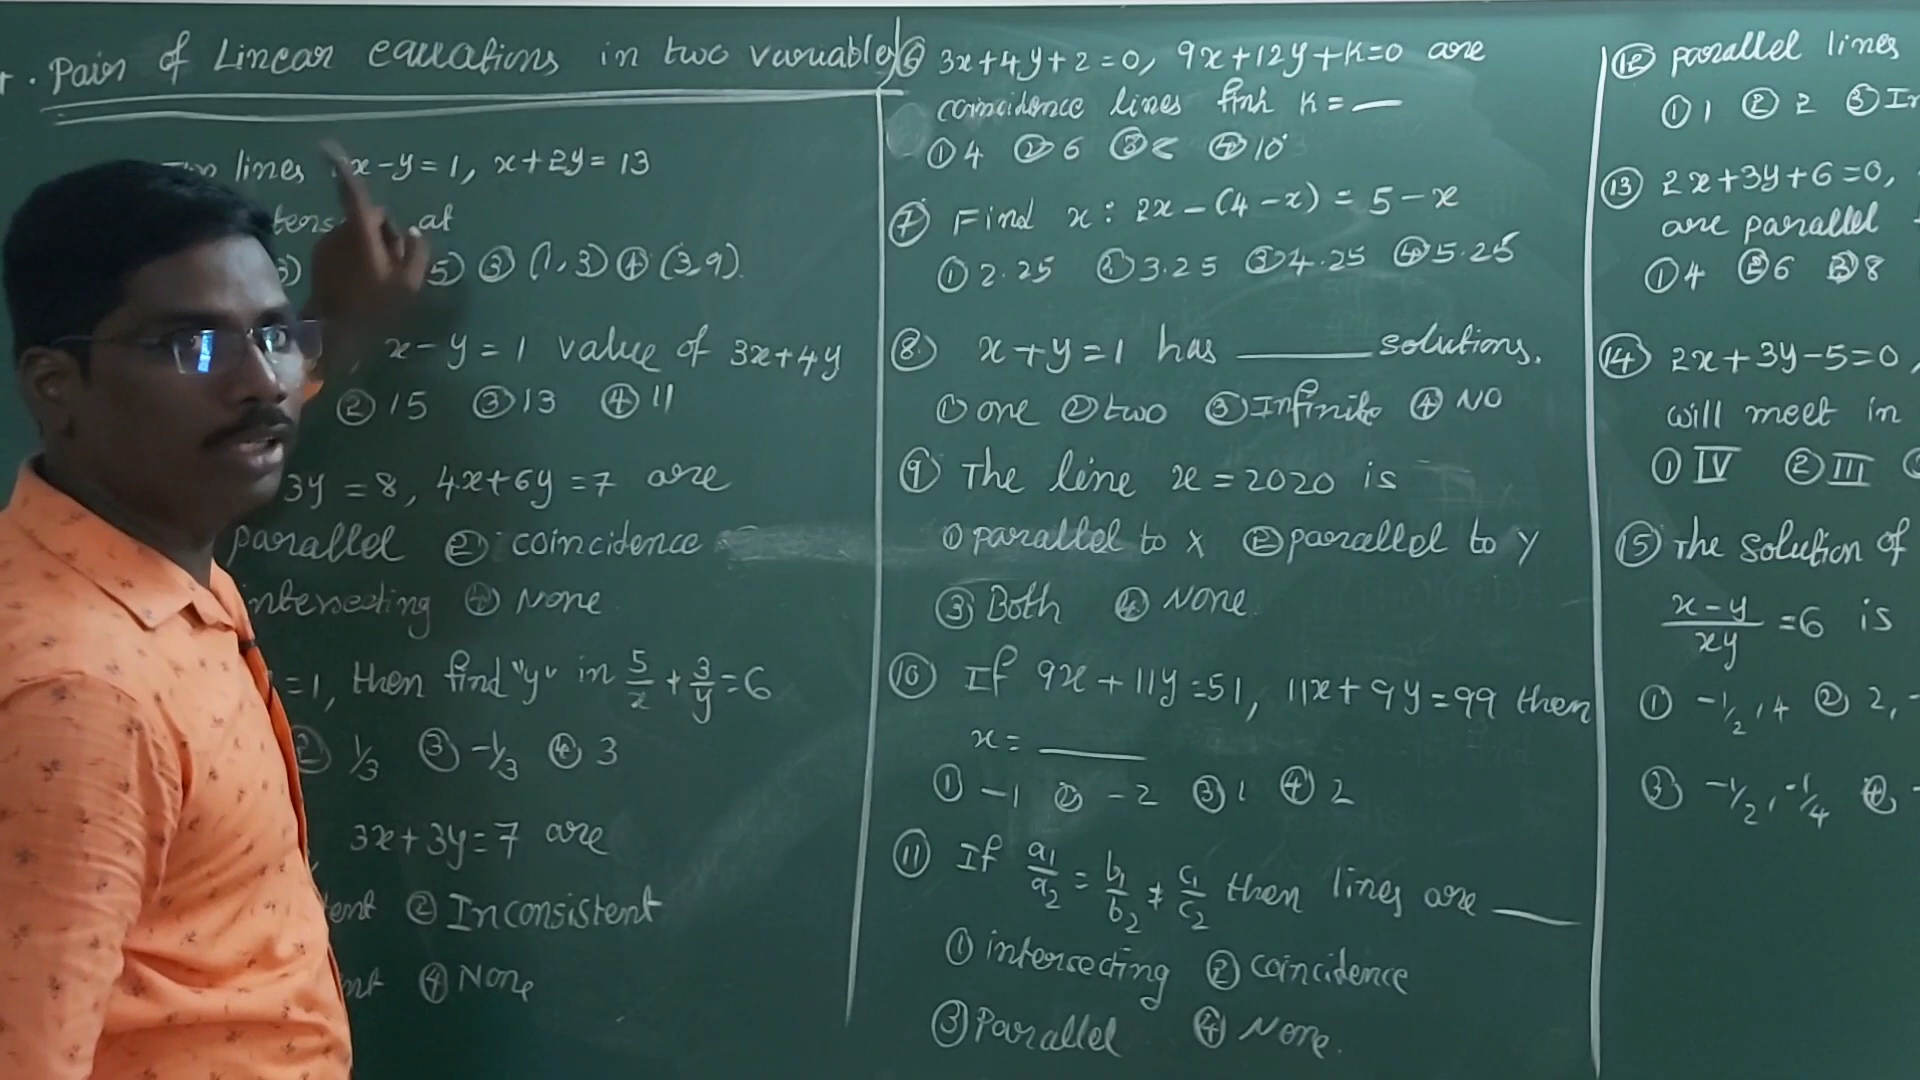 . Pair of Linear equations in two variables
lines x-y=1, x+2y=13
at
③ (1,3) ④ (3,9).
x-y=1 value of 3x+4y
② 15 ③ 13 ④ 11
3y=8, 4x+6y=7 are
parallel ② coincidence
intersecting ④ None
=1, then find "y" in 5/x + 3/y = 6
② 1/3 ③ -1/3 ④ 3
3x+3y=7 are
② Inconsistent
④ None
⑥ 3x+4y+2=0, 9x+12y+k=0 are
coincidence lines find k= __
① 4 ② 6 ③ ④ 10
⑦ Find x: 2x-(4-x)=5-x
① 2.25 ② 3.25 ③ 4.25 ④ 5.25
⑧ x+y=1 has ____ solutions.
① one ② two ③ Infinite ④ NO
⑨ The line x=2020 is
① parallel to x ② parallel to y
③ Both ④ None
⑩ If 9x+11y=51, 11x+9y=99 then
x= ____
① -1 ② -2 ③ 1 ④ 2
⑪ If a1/a2 = b1/b2 ≠ c1/c2 then lines are ____
① intersecting ② coincidence
③ Parallel ④ None.
⑫ parallel lines
① 1 ② 2 ③ In
⑬ 2x+3y+6=0,
are parallel
① 4 ② 6 ③ 8
⑭ 2x+3y-5=0,
will meet in
① IV ② III
⑮ The solution of
x-y/xy =6 is
① -1/2, 4 ② 2, -
③ -1/2, -1/4 ④ -